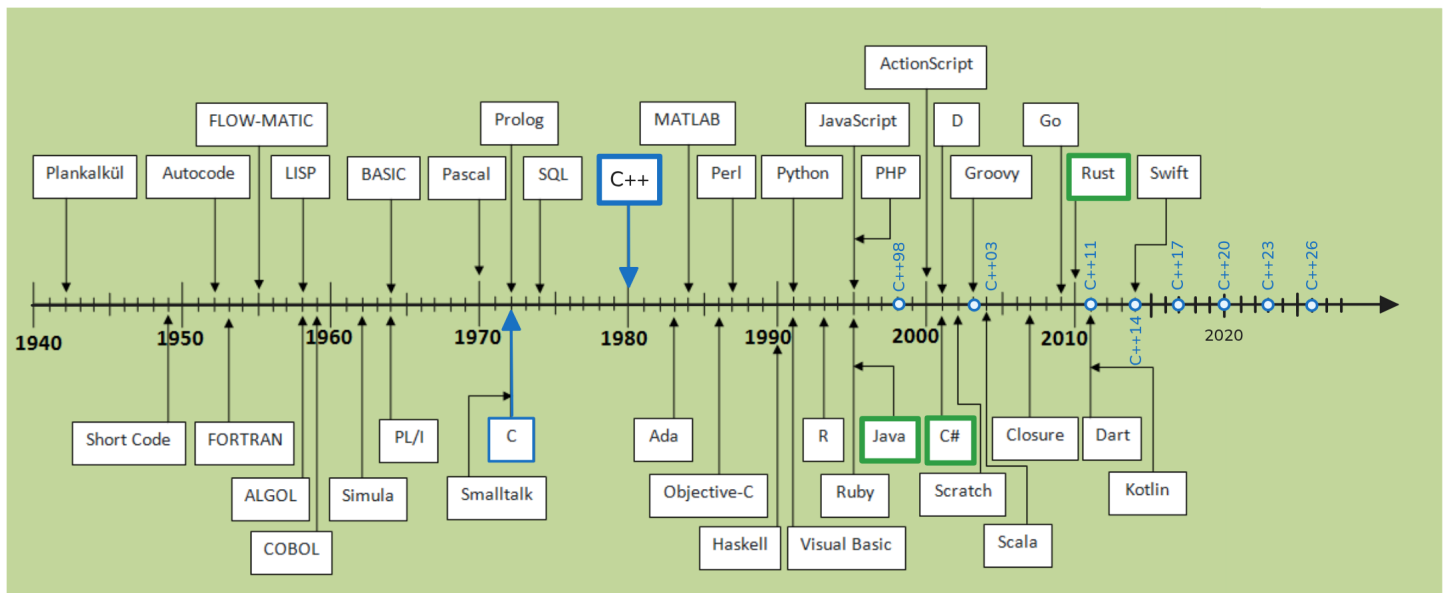 ActionScript
FLOW-MATIC
Prolog
MATLAB
JavaScript
D
Go
Plankalkül
Autocode
LISP
BASIC
Pascal
SQL
C++
Perl
Python
PHP
Groovy
Rust
Swift
C++98
C++03
C++11
C++17
C++20
C++23
C++26
1940
1950
1960
1970
1980
1990
2000
2010
C++14
2020
Short Code
FORTRAN
PL/I
C
Ada
R
Java
C#
Closure
Dart
ALGOL
Simula
Smalltalk
Objective-C
Ruby
Scratch
Kotlin
COBOL
Haskell
Visual Basic
Scala